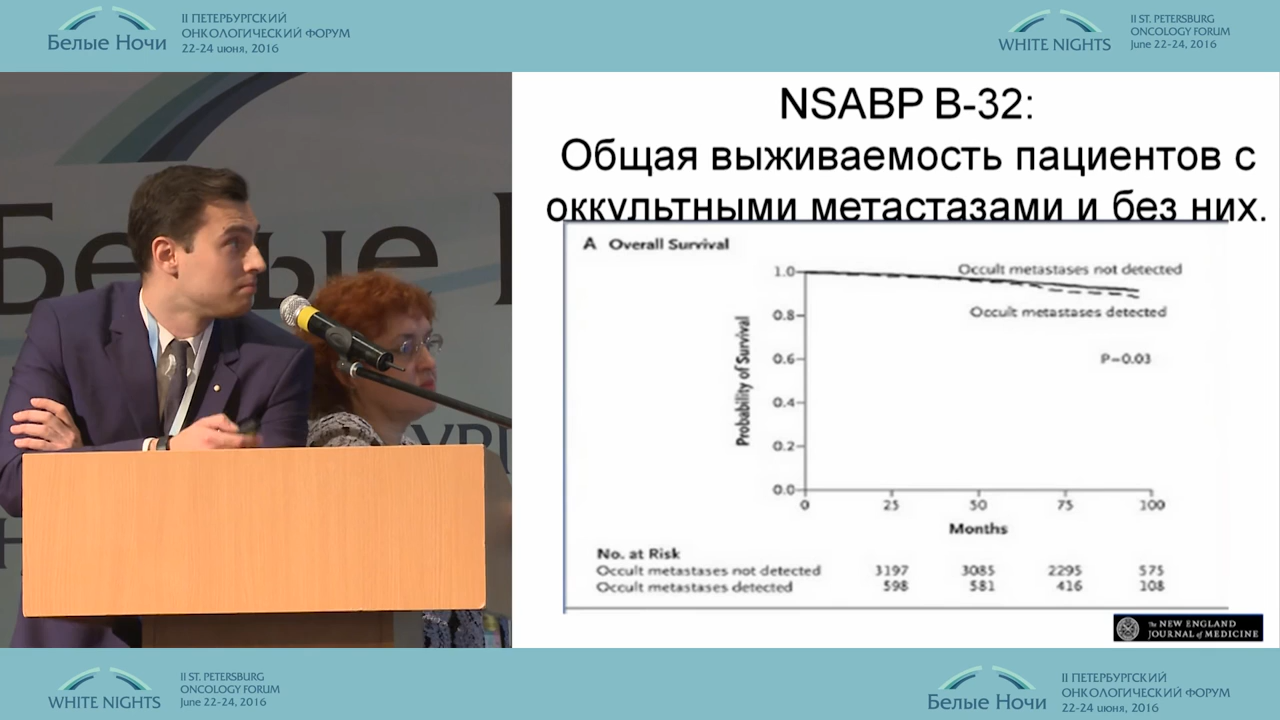 Белые Ночи
II ПЕТЕРБУРГСКИЙ
ОНКОЛОГИЧЕСКИЙ ФОРУМ
22-24 июня, 2016
WHITE NIGHTS
II ST. PETERSBURG
ONCOLOGY FORUM
June 22-24, 2016
Белые
NSABP B-32:
Общая выживаемость пациентов с
оккультными метастазами и без них.
A Overall Survival
Probability of Survival
1.0
0.8
0.6
0.4
0.2
0.0
Occult metastases not detected
Occult metastases detected
P=0.03
0 25 50 75 100
Months
No. at Risk
Occult metastases not detected 3197 3085 2295 575
Occult metastases detected 598 581 416 108
The NEW ENGLAND
JOURNAL of MEDICINE
WHITE NIGHTS
II ST. PETERSBURG
ONCOLOGY FORUM
June 22-24, 2016
Белые Ночи
II ПЕТЕРБУРГСКИЙ
ОНКОЛОГИЧЕСКИЙ ФОРУМ
22-24 июня, 2016